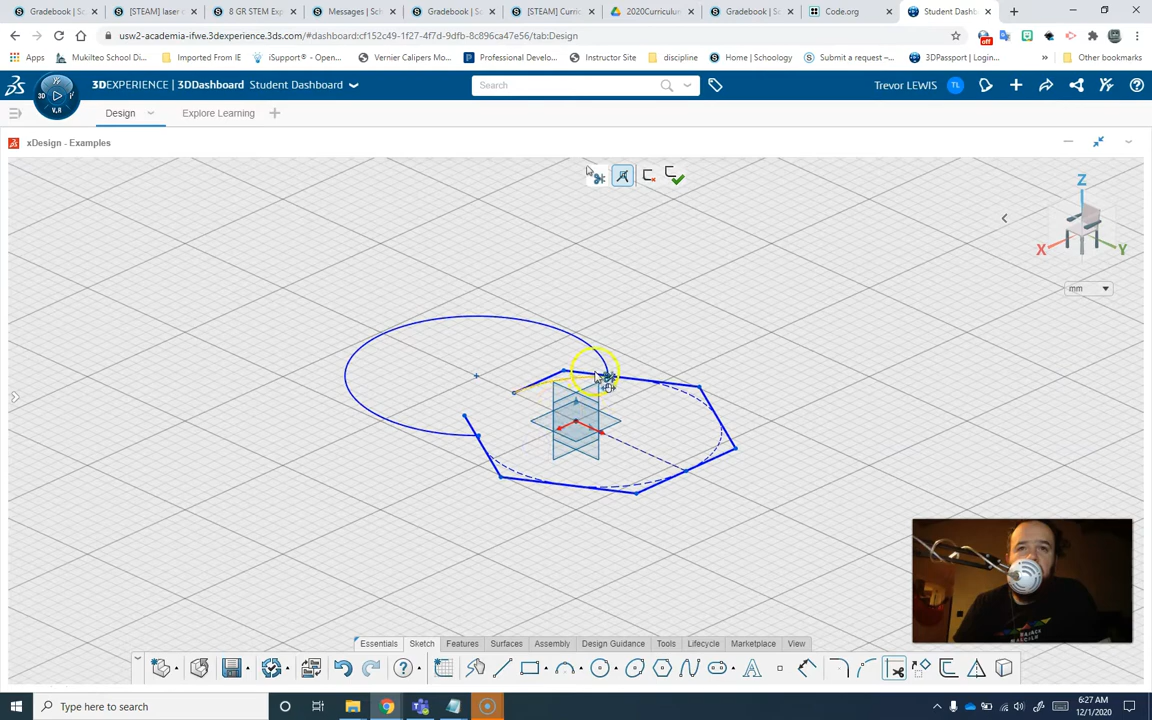 Gradebook | Sc
[STEAM] laser c
8 GR STEM Exp
Messages | Sch
Gradebook | Sc
[STEAM] Curric
2020Curriculum
Gradebook | Sc
Code.org
Student Dashb
usw2-academia-ifwe.3dexperience.3ds.com/#dashboard:cf152c49-1f27-4f7d-9dfb-8c896ca47e56/tab:Design
Apps
Mukilteo School Di...
Imported From IE
iSupport® - Open...
Vernier Calipers Mo...
Professional Develo...
Instructor Site
discipline
Home | Schoology
3DPassport | Login...
Other bookmarks
3DEXPERIENCE | 3DDashboard Student Dashboard
Search
Trevor LEWIS
TL
3D
V,R
Design
Explore Learning
xDesign - Examples
Z
X
Y
mm
Essentials
Sketch
Features
Surfaces
Assembly
Design Guidance
Tools
Lifecycle
Marketplace
View
Type here to search
6:27 AM
12/1/2020